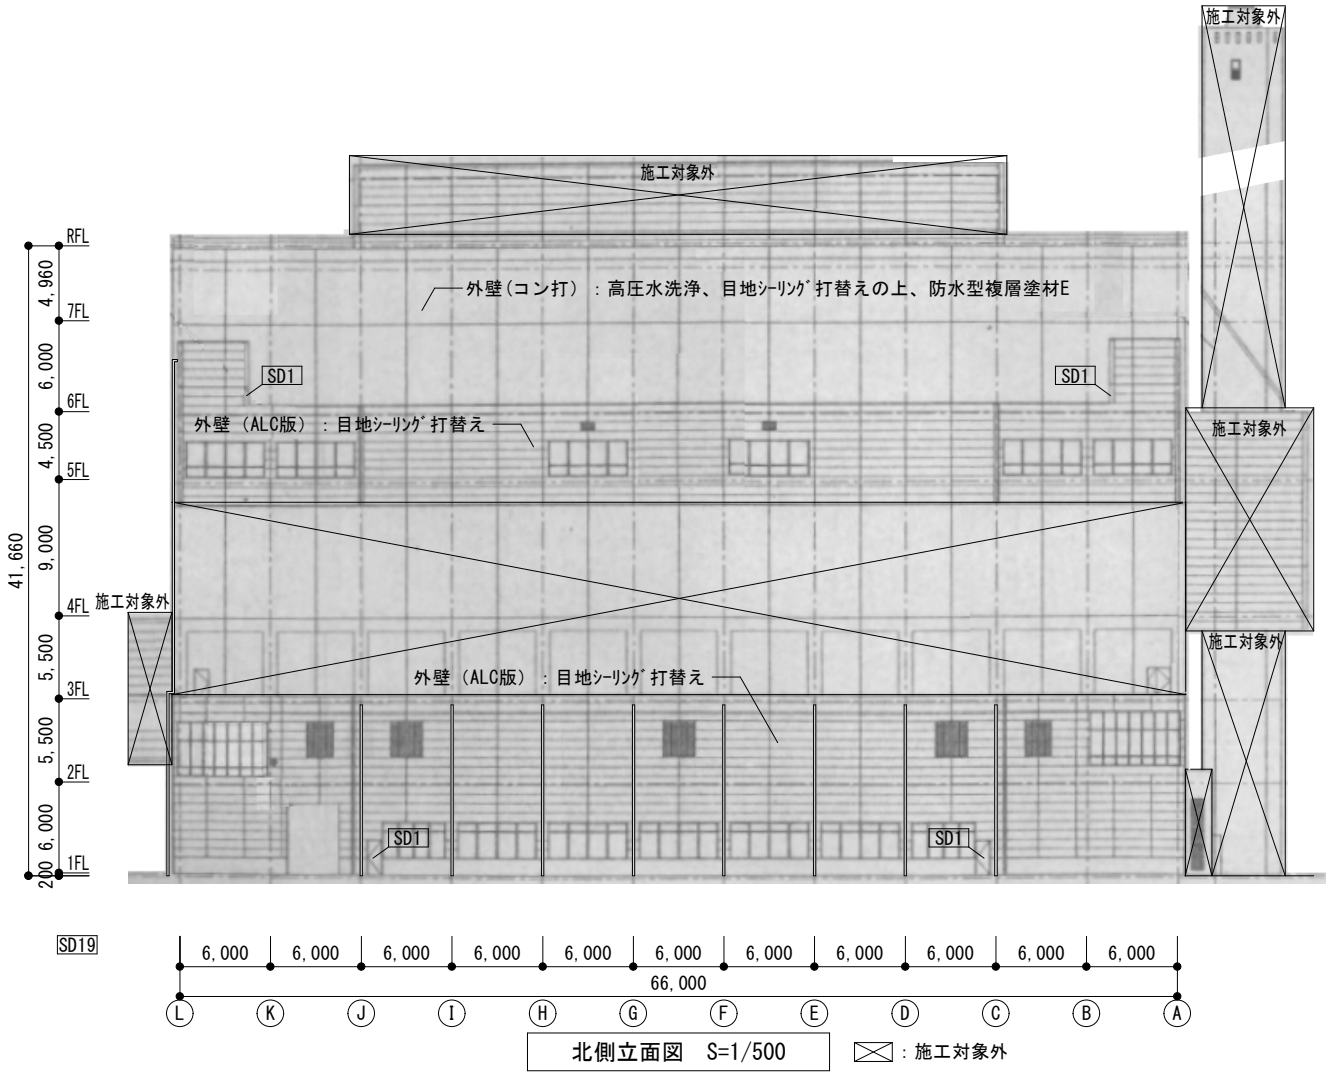 施工対象外
施工対象外
RFL
4,960
外壁(コン打) : 高圧水洗浄、目地シーリング打替えの上、防水型複層塗材E
7FL
6,000
SD1
SD1
6FL
外壁 (ALC版) : 目地シーリング打替え
施工対象外
4,500
5FL
9,000
41,660
施工対象外
4FL
施工対象外
5,500
外壁 (ALC版) : 目地シーリング打替え
3FL
5,500
2FL
6,000
SD1
SD1
1FL
200
SD19
6,000 6,000 6,000 6,000 6,000 6,000 6,000 6,000 6,000 6,000 6,000
66,000
L K J I H G F E D C B A
北側立面図 S=1/500
: 施工対象外